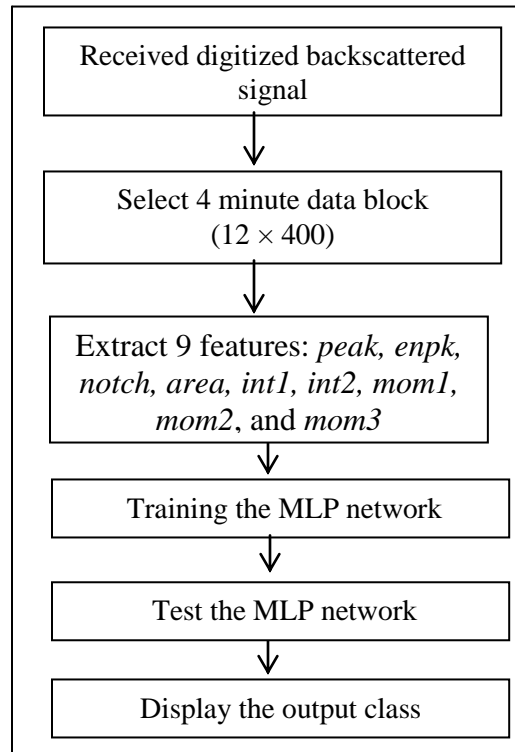 Received digitized backscattered
signal
Select 4 minute data block
(12 × 400)
Extract 9 features: peak, enpk,
notch, area, int1, int2, mom1,
mom2, and mom3
Training the MLP network
Test the MLP network
Display the output class